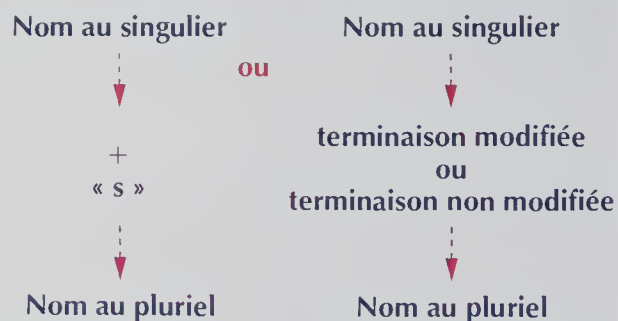 Nom au singulier
ou
Nom au singulier
+
« s »
terminaison modifiée
ou
terminaison non modifiée
Nom au pluriel
Nom au pluriel